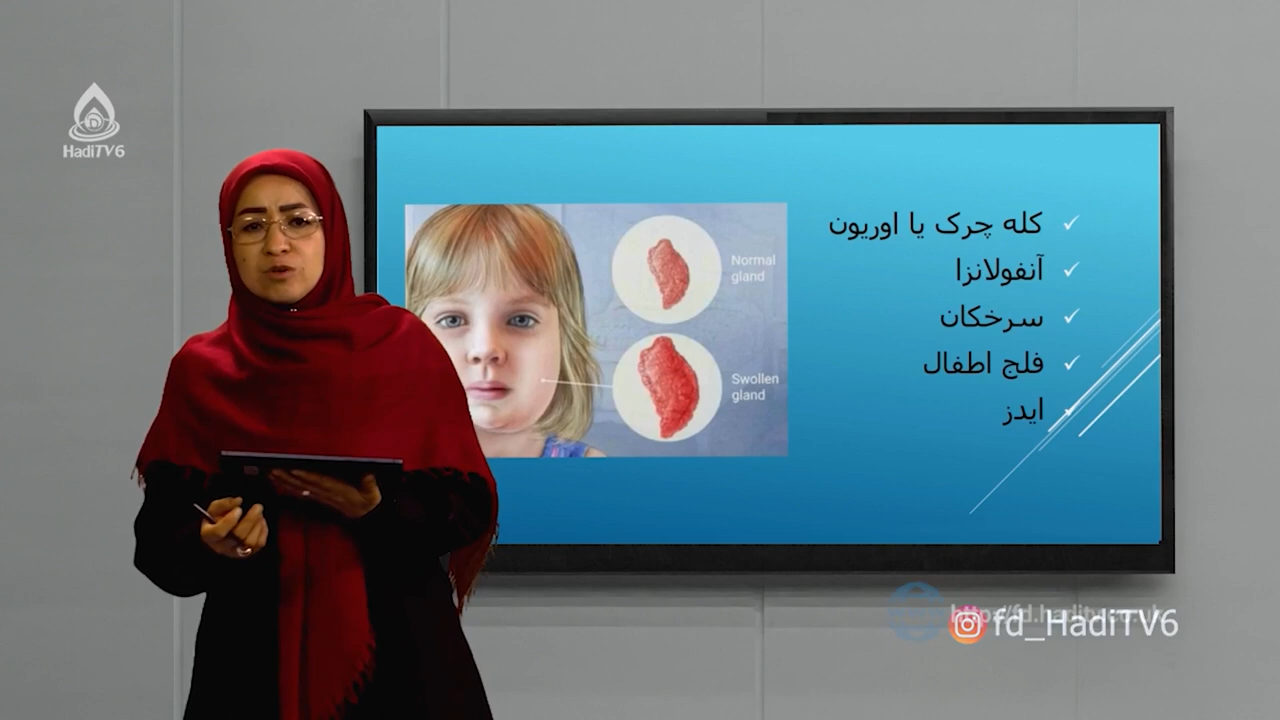 HadiTV6
کله چرک یا اوریون
آنفولانزا
سرخکان
فلج اطفال
ایدز
Normal
gland
Swollen
gland
fd_HadiTV6